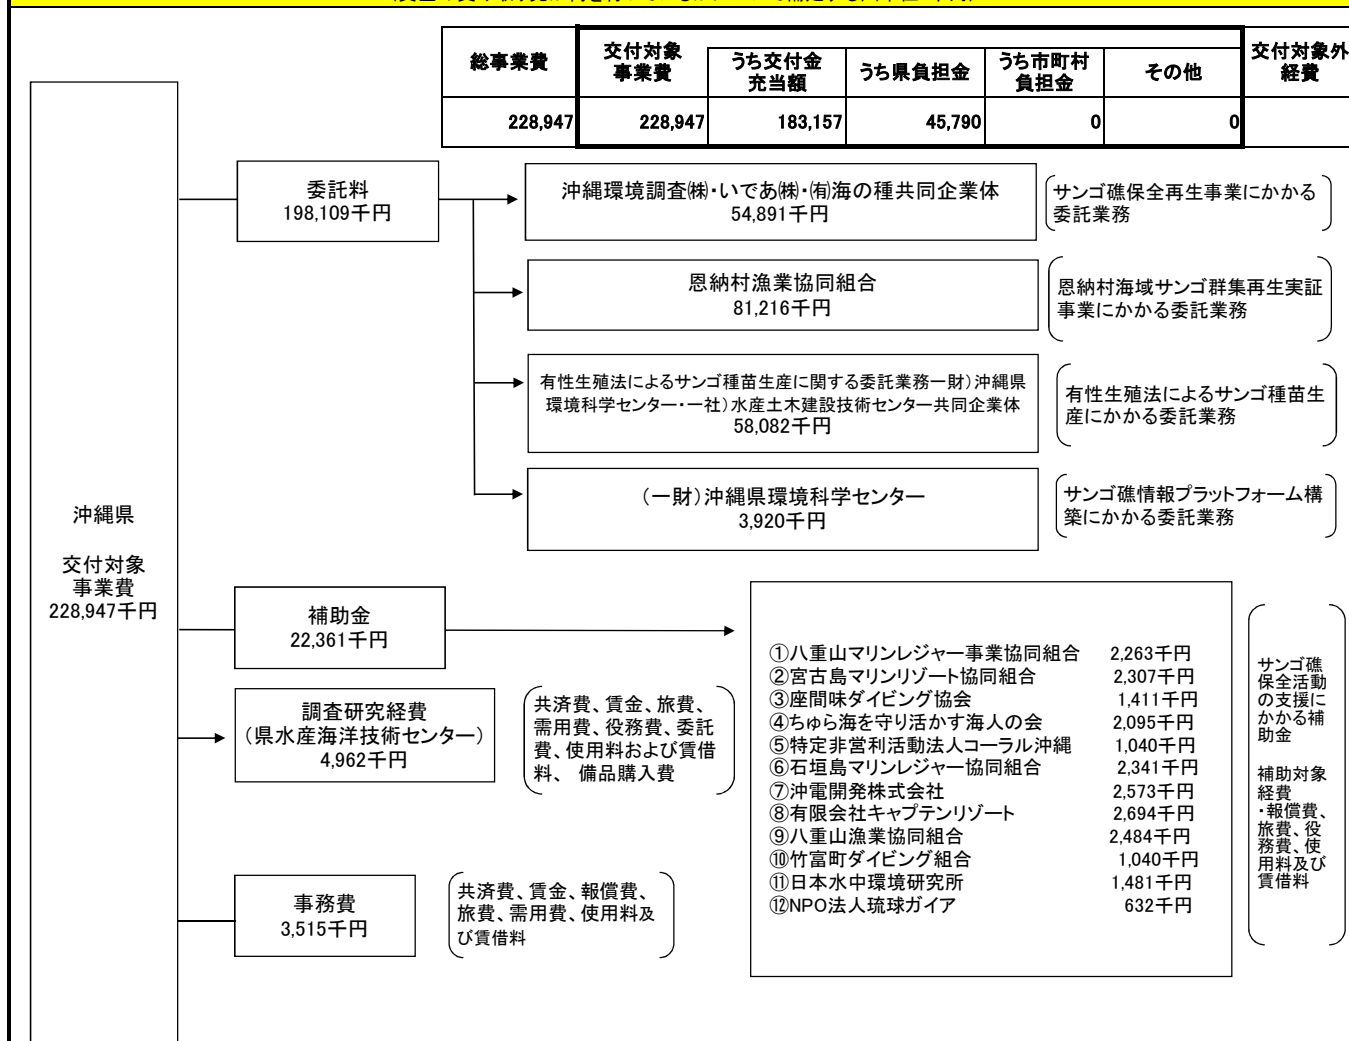 総事業費
交付対象
事業費
うち交付金
充当額
うち県負担金
うち市町村
負担金
その他
交付対象外
経費
228,947
228,947
183,157
45,790
0
0
沖縄県
交付対象
事業費
228,947千円
委託料
198,109千円
沖縄環境調査㈱・いであ㈱・㈲海の種共同企業体
54,891千円
サンゴ礁保全再生事業にかかる
委託業務
恩納村漁業協同組合
81,216千円
恩納村海域サンゴ群集再生実証
事業にかかる委託業務
有性生殖法によるサンゴ種苗生産に関する委託業務一財）沖縄県
環境科学センター・一社）水産土木建設技術センター共同企業体
58,082千円
有性生殖法によるサンゴ種苗生
産にかかる委託業務
（一財）沖縄県環境科学センター
3,920千円
サンゴ礁情報プラットフォーム構
築にかかる委託業務
補助金
22,361千円
①八重山マリンレジャー事業協同組合 2,263千円
②宮古島マリンリゾート協同組合 2,307千円
③座間味ダイビング協会 1,411千円
④ちゅら海を守り活かす海人の会 2,095千円
⑤特定非営利活動法人コーラル沖縄 1,040千円
⑥石垣島マリンレジャー協同組合 2,341千円
⑦沖電開発株式会社 2,573千円
⑧有限会社キャプテンリゾート 2,694千円
⑨八重山漁業協同組合 2,484千円
⑩竹富町ダイビング組合 1,040千円
⑪日本水中環境研究所 1,481千円
⑫NPO法人琉球ガイア 632千円
サンゴ礁
保全活動
の支援に
かかる補
助金
補助対象
経費
・報償費、
旅費、役
務費、使
用料及び
賃借料
調査研究経費
（県水産海洋技術センター）
4,962千円
共済費、賃金、旅費、
需用費、役務費、委託
費、使用料および賃借
料、 備品購入費
事務費
3,515千円
共済費、賃金、報償費、
旅費、需用費、使用料及
び賃借料